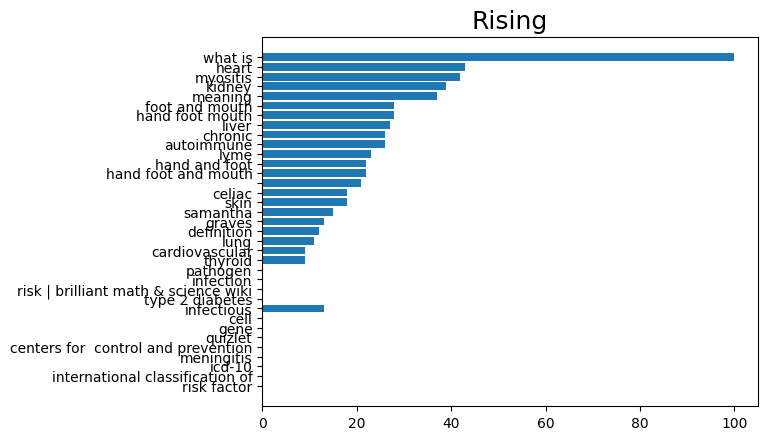 Rising
what is
heart
myositis
kidney
meaning
foot and mouth
hand foot mouth
liver
chronic
autoimmune
lyme
hand and foot
hand foot and mouth
celiac
skin
samantha
graves
definition
lung
cardiovascular
thyroid
pathogen
infection
risk | brilliant math & science wiki
type 2 diabetes
infectious
cell
gene
quizlet
centers for  control and prevention
meningitis
icd-10
international classification of
risk factor
0 20 40 60 80 100